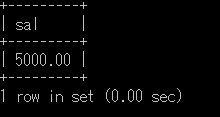 +---------+
| sal     |
+---------+
| 5000.00 |
+---------+
1 row in set (0.00 sec)